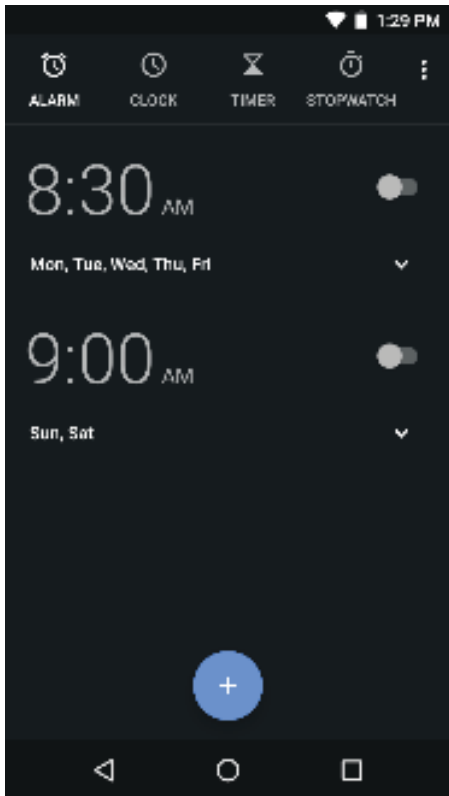 1:29 PM
ALARM CLOCK TIMER STOPWATCH
8:30 AM
Mon, Tue, Wed, Thu, Fri
9:00 AM
Sun, Sat